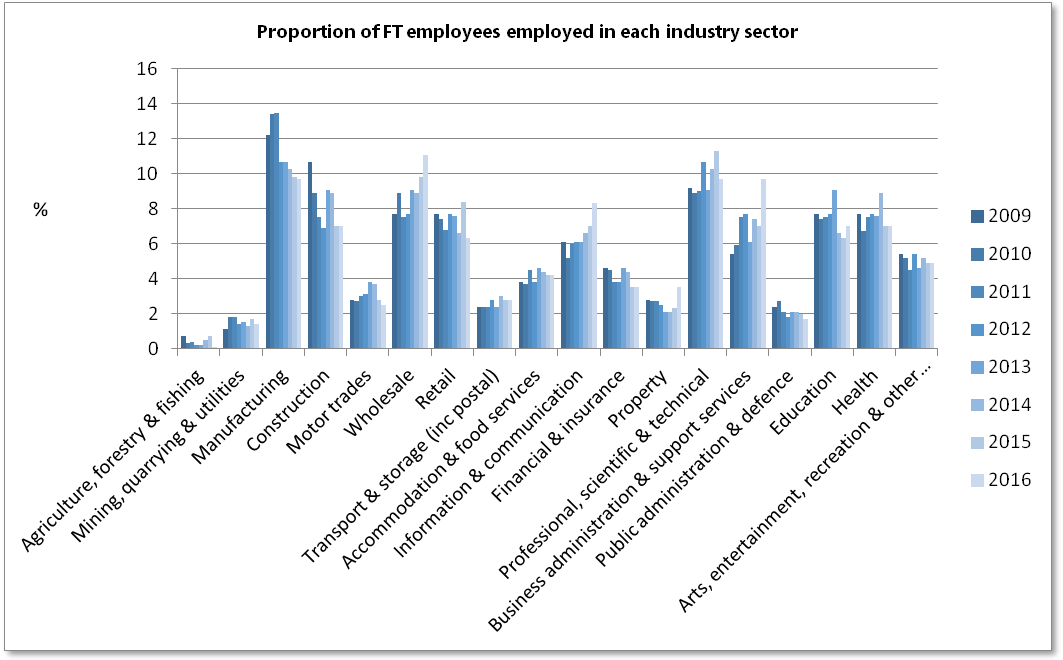 Proportion of FT employees employed in each industry sector
16
14
12
10
8
6
4
2
0
%
Agriculture, forestry & fishing
Mining, quarrying & utilities
Manufacturing
Construction
Motor trades
Wholesale
Retail
Transport & storage (inc postal)
Accommodation & food services
Information & communication
Financial & insurance
Property
Professional, scientific & technical
Business administration & support services
Public administration & defence
Education
Health
Arts, entertainment, recreation & other...
2009
2010
2011
2012
2013
2014
2015
2016